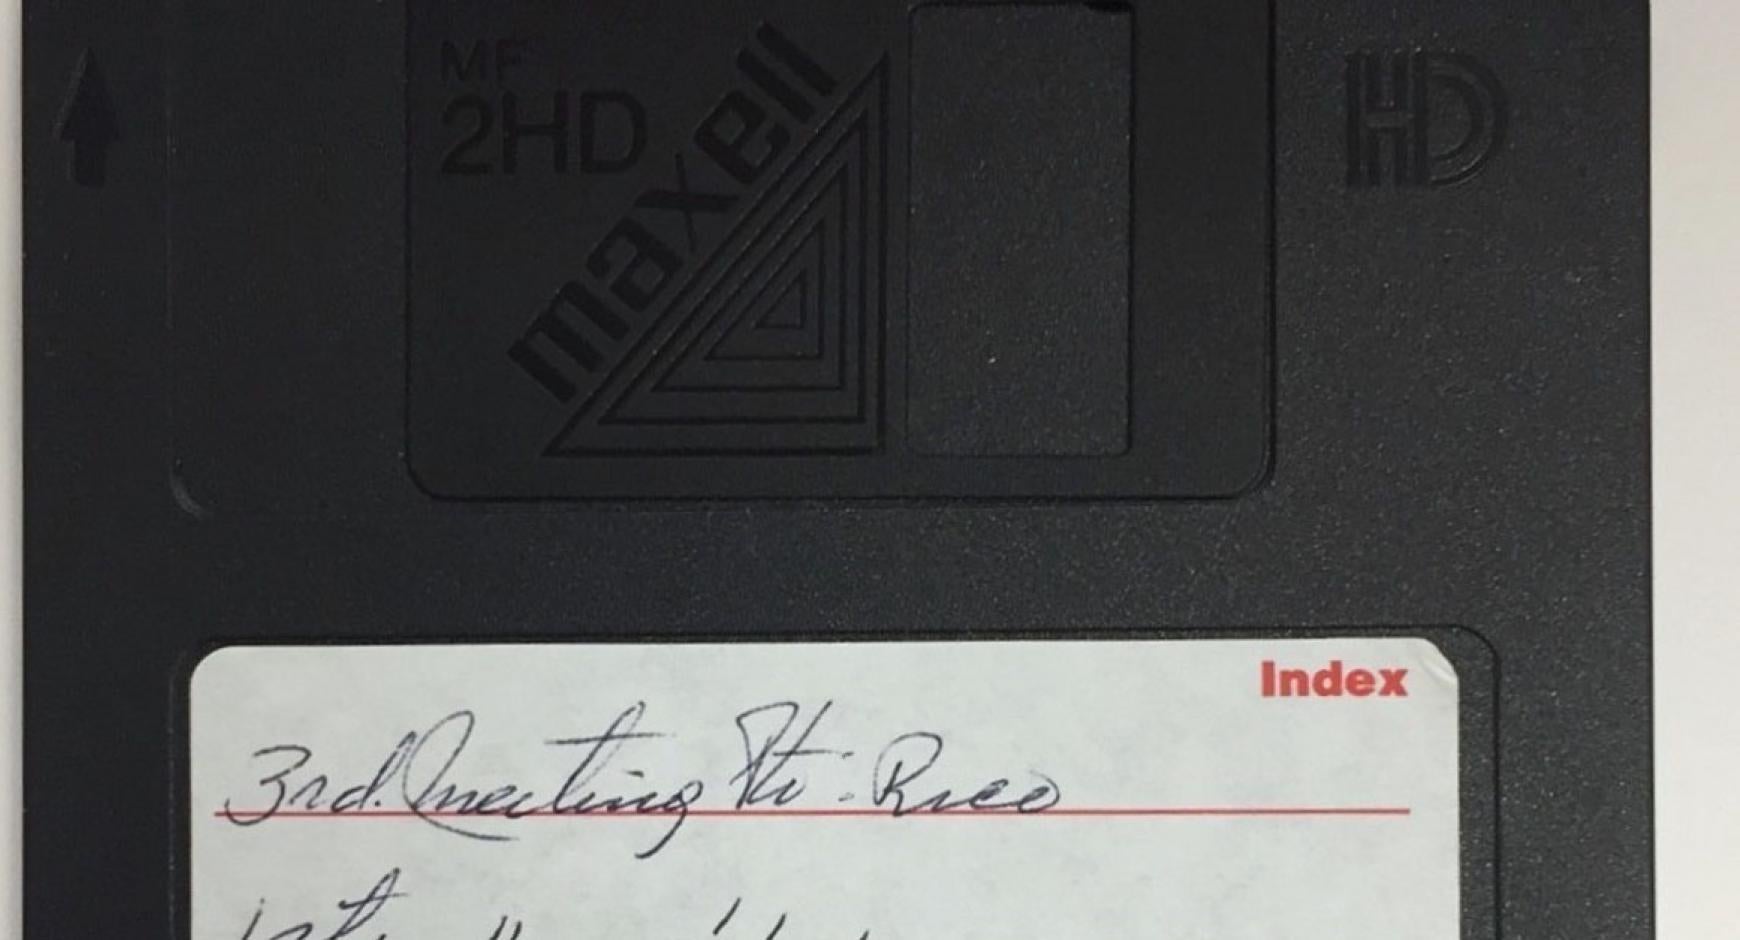 MF
2HD
maxell
HD
Index
3rd. Meeting Pto. Rico